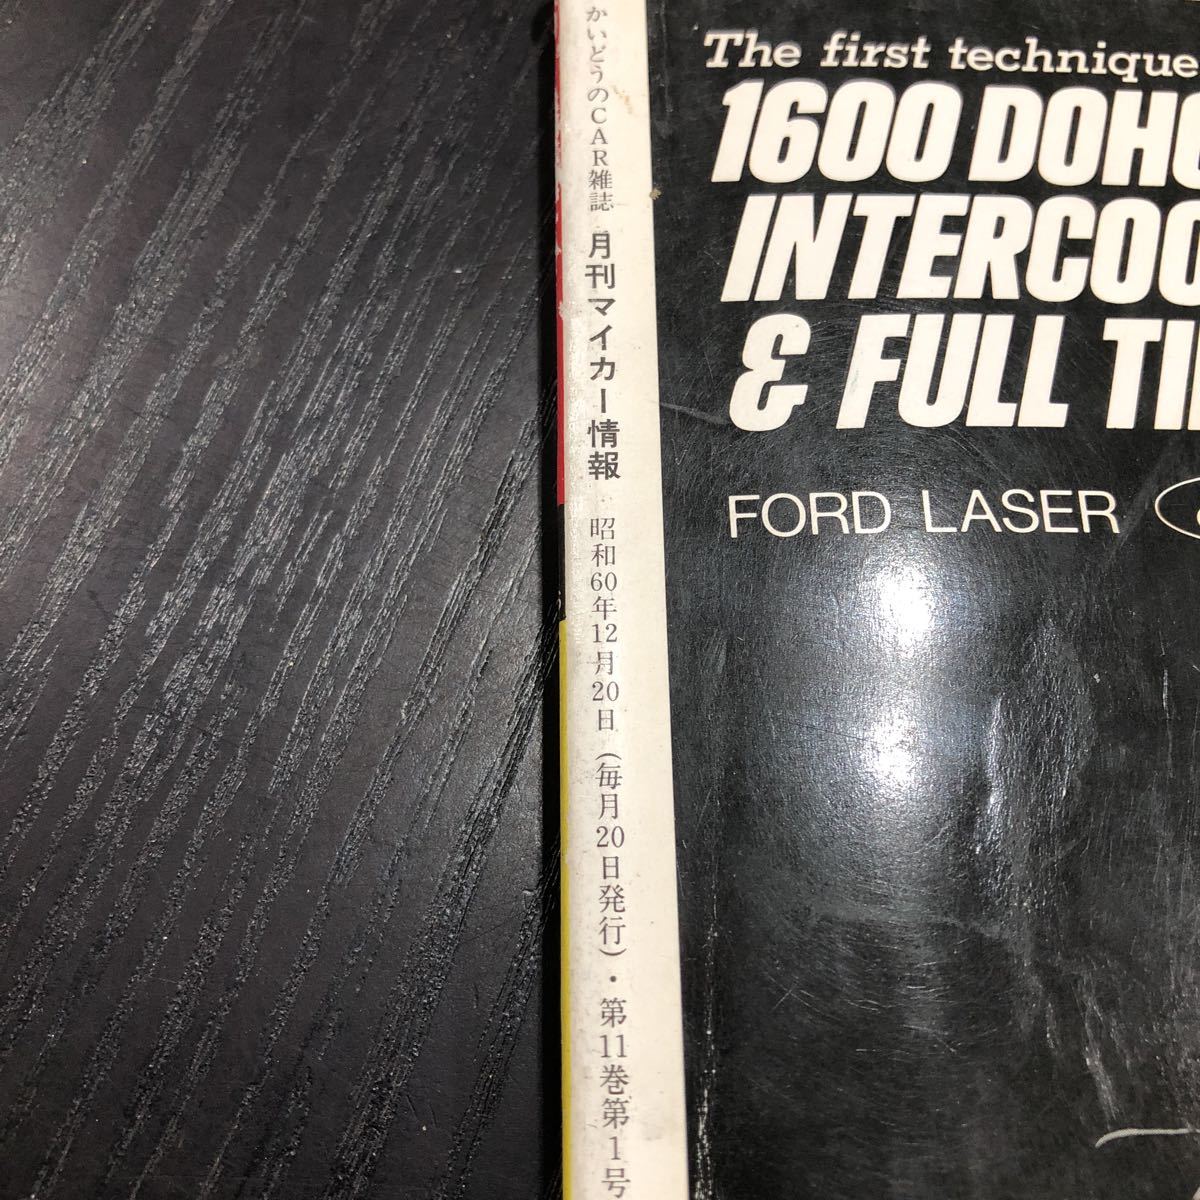 かいどうのCAR雑誌 月刊マイカー情報 昭和60年12月20日(毎月20日発行)・第11巻第1号
The first technique
1600 DOHC
INTERCOO
& FULL TI
FORD LASER